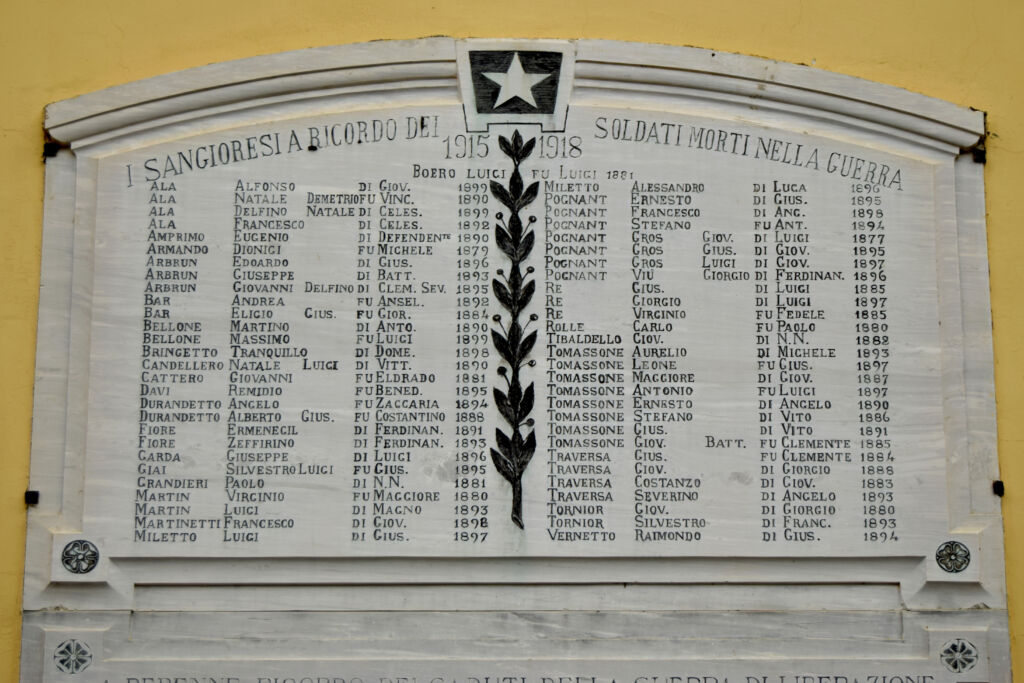 I SANGIORESI A RICORDO DEI SOLDATI MORTI NELLA GUERRA
1915 1918
BOERO LUIGI FU LUIGI 1881
ALA ALFONSO DI GIOV. 1899
ALA NATALE DEMETRIO FU VINC. 1890
ALA DELFINO NATALE DI CELES. 1899
ALA FRANCESCO DI CELES. 1892
AMPRIMO EUGENIO DI DEFENDENTE 1890
ARMANDO DIONIGI FU MICHELE 1879
ARBRUN EDOARDO DI GIUS. 1896
ARBRUN GIUSEPPE DI BATT. 1893
ARBRUN GIOVANNI DELFINO DI CLEM. SEV. 1895
BAR ANDREA FU ANSEL. 1892
BAR ELIGIO GIUS. FU GIOR. 1884
BELLONE MARTINO DI ANTO. 1890
BELLONE MASSIMO FU LUIGI 1899
BRINGETTO TRANQUILLO DI DOME. 1898
CANDELLERO NATALE LUIGI DI VITT. 1890
CATTERO GIOVANNI FU ELDRADO 1881
DAVI REMIDIO FU BENED. 1895
DURANDETTO ANGELO FU ZACCARIA 1894
DURANDETTO ALBERTO GIUS. FU COSTANTINO 1888
FIORE ERMENEGIL DI FERDINAN. 1891
FIORE ZEFFIRINO DI FERDINAN. 1893
GARDA GIUSEPPE DI LUIGI 1896
GIAI SILVESTRO LUIGI FU GIUS. 1895
GRANDIERI PAOLO DI N.N. 1881
MARTIN VIRGINIO FU MAGGIORE 1880
MARTIN LUIGI DI MAGNO 1893
MARTINETTI FRANCESCO DI GIOV. 1898
MILETTO LUIGI DI GIUS. 1897
MILETTO ALESSANDRO DI LUCA 1896
POGNANT ERNESTO DI GIUS. 1895
POGNANT FRANCESCO DI ANG. 1898
POGNANT STEFANO FU ANT. 1894
POGNANT GROS GIOV. DI LUIGI 1877
POGNANT GROS GIUS. DI GIOV. 1895
POGNANT GROS LUIGI DI GIOV. 1897
POGNANT VIÙ GIORGIO DI FERDINAN. 1896
RE GIUS. DI LUIGI 1885
RE GIORGIO DI LUIGI 1897
RE VIRGINIO FU FEDELE 1885
ROLLE CARLO FU PAOLO 1880
TIBALDELLO GIOV. DI N.N. 1882
TOMASSONE AURELIO DI MICHELE 1893
TOMASSONE LEONE FU GIUS. 1897
TOMASSONE MAGGIORE DI GIOV. 1887
TOMASSONE ANTONIO FU LUIGI 1897
TOMASSONE ERNESTO DI ANGELO 1890
TOMASSONE STEFANO DI VITO 1886
TOMASSONE GIUS. DI VITO 1891
TOMASSONE GIOV. BATT. FU CLEMENTE 1885
TRAVERSA GIUS. FU CLEMENTE 1884
TRAVERSA GIOV. DI GIORGIO 1888
TRAVERSA COSTANZO DI GIOV. 1883
TRAVERSA SEVERINO DI ANGELO 1893
TORNIOR GIOV. DI GIORGIO 1880
TORNIOR SILVESTRO DI FRANC. 1893
VERNETTO RAIMONDO DI GIUS. 1894
A PERENNE RICORDO DEI CADUTI DELLA GUERRA DI LIBERAZIONE